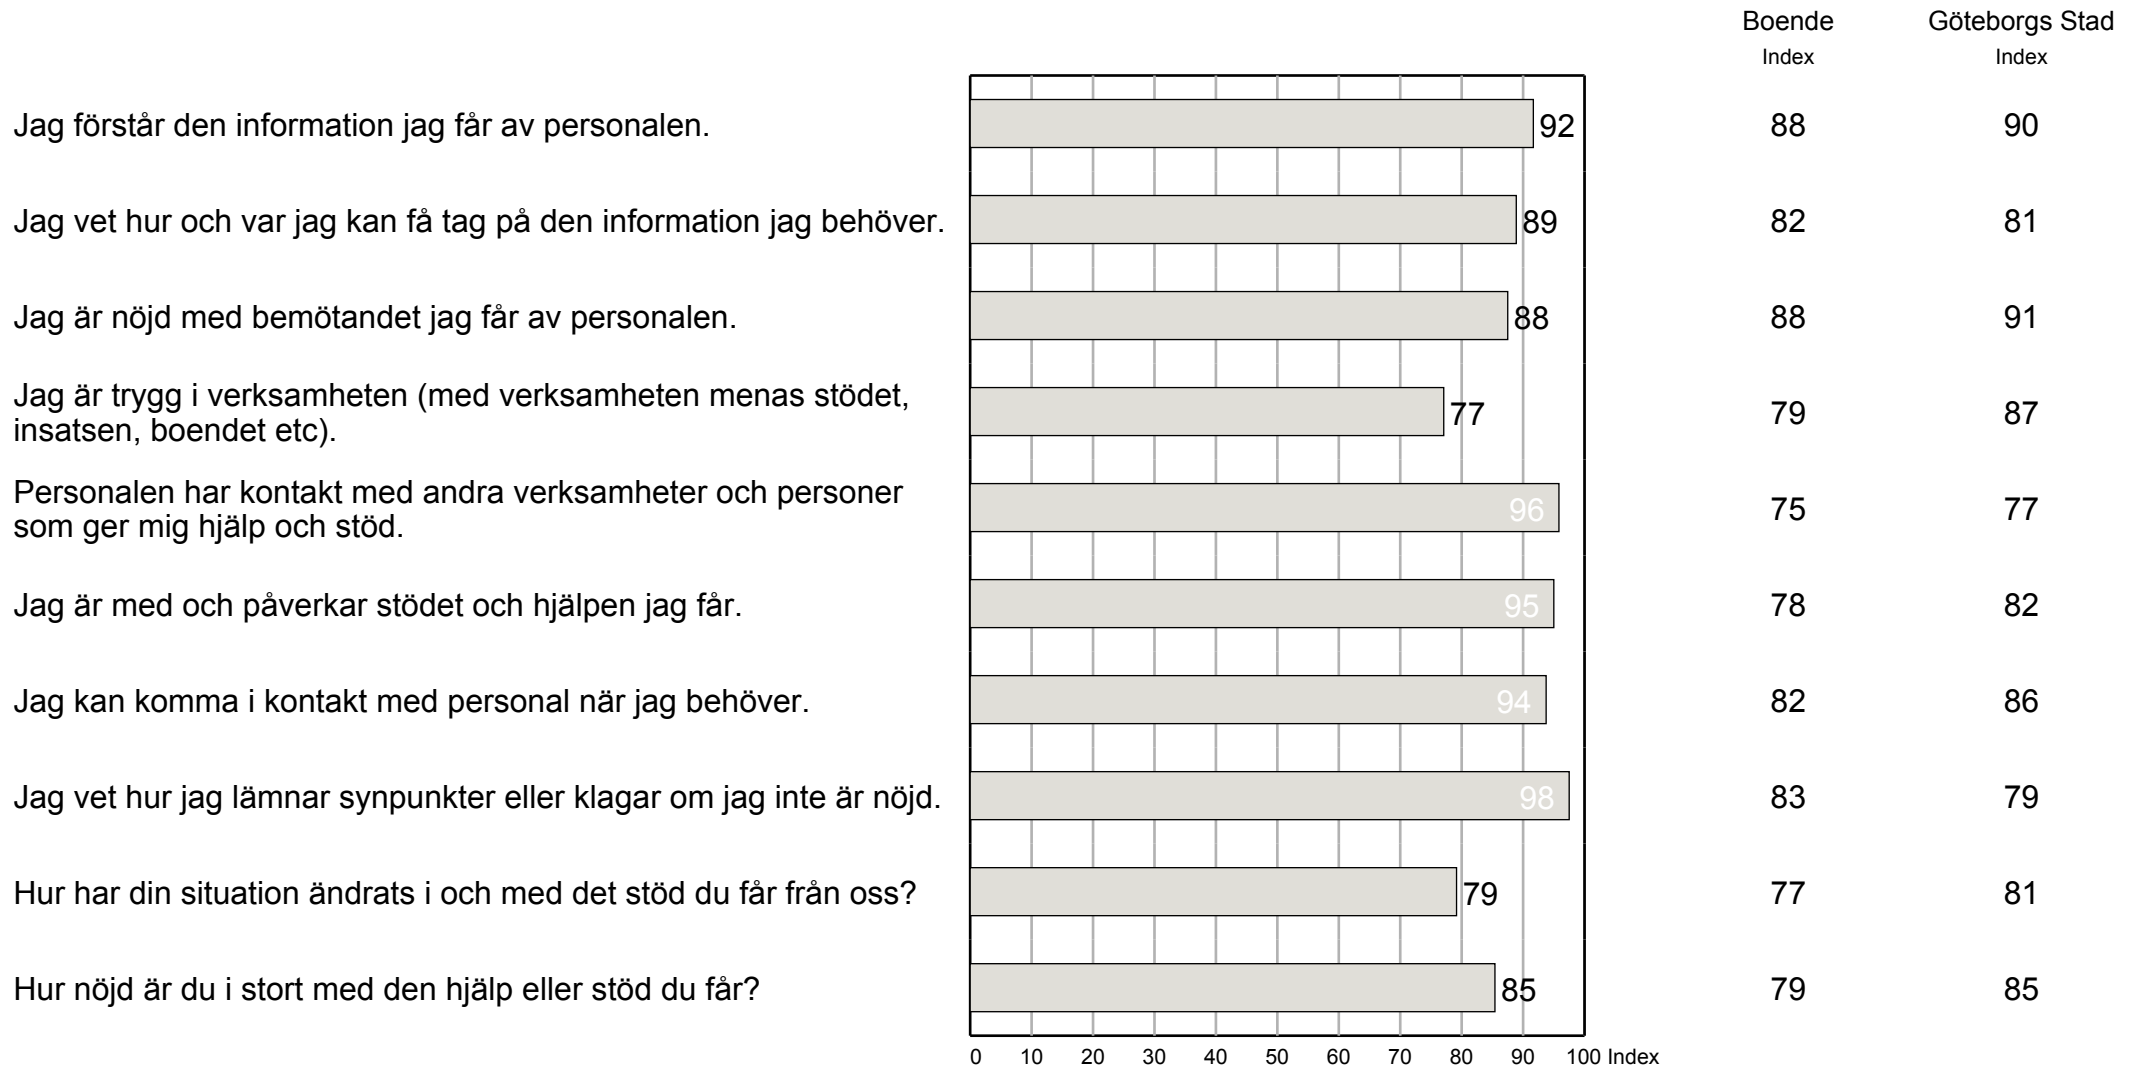 Boende Göteborgs Stad
Index Index
Jag förstår den information jag får av personalen. 92 88 90
Jag vet hur och var jag kan få tag på den information jag behöver. 89 82 81
Jag är nöjd med bemötandet jag får av personalen. 88 88 91
Jag är trygg i verksamheten (med verksamheten menas stödet,
insatsen, boendet etc). 77 79 87
Personalen har kontakt med andra verksamheter och personer
som ger mig hjälp och stöd. 96 75 77
Jag är med och påverkar stödet och hjälpen jag får. 95 78 82
Jag kan komma i kontakt med personal när jag behöver. 94 82 86
Jag vet hur jag lämnar synpunkter eller klagar om jag inte är nöjd. 98 83 79
Hur har din situation ändrats i och med det stöd du får från oss? 79 77 81
Hur nöjd är du i stort med den hjälp eller stöd du får? 85 79 85
0 10 20 30 40 50 60 70 80 90 100 Index